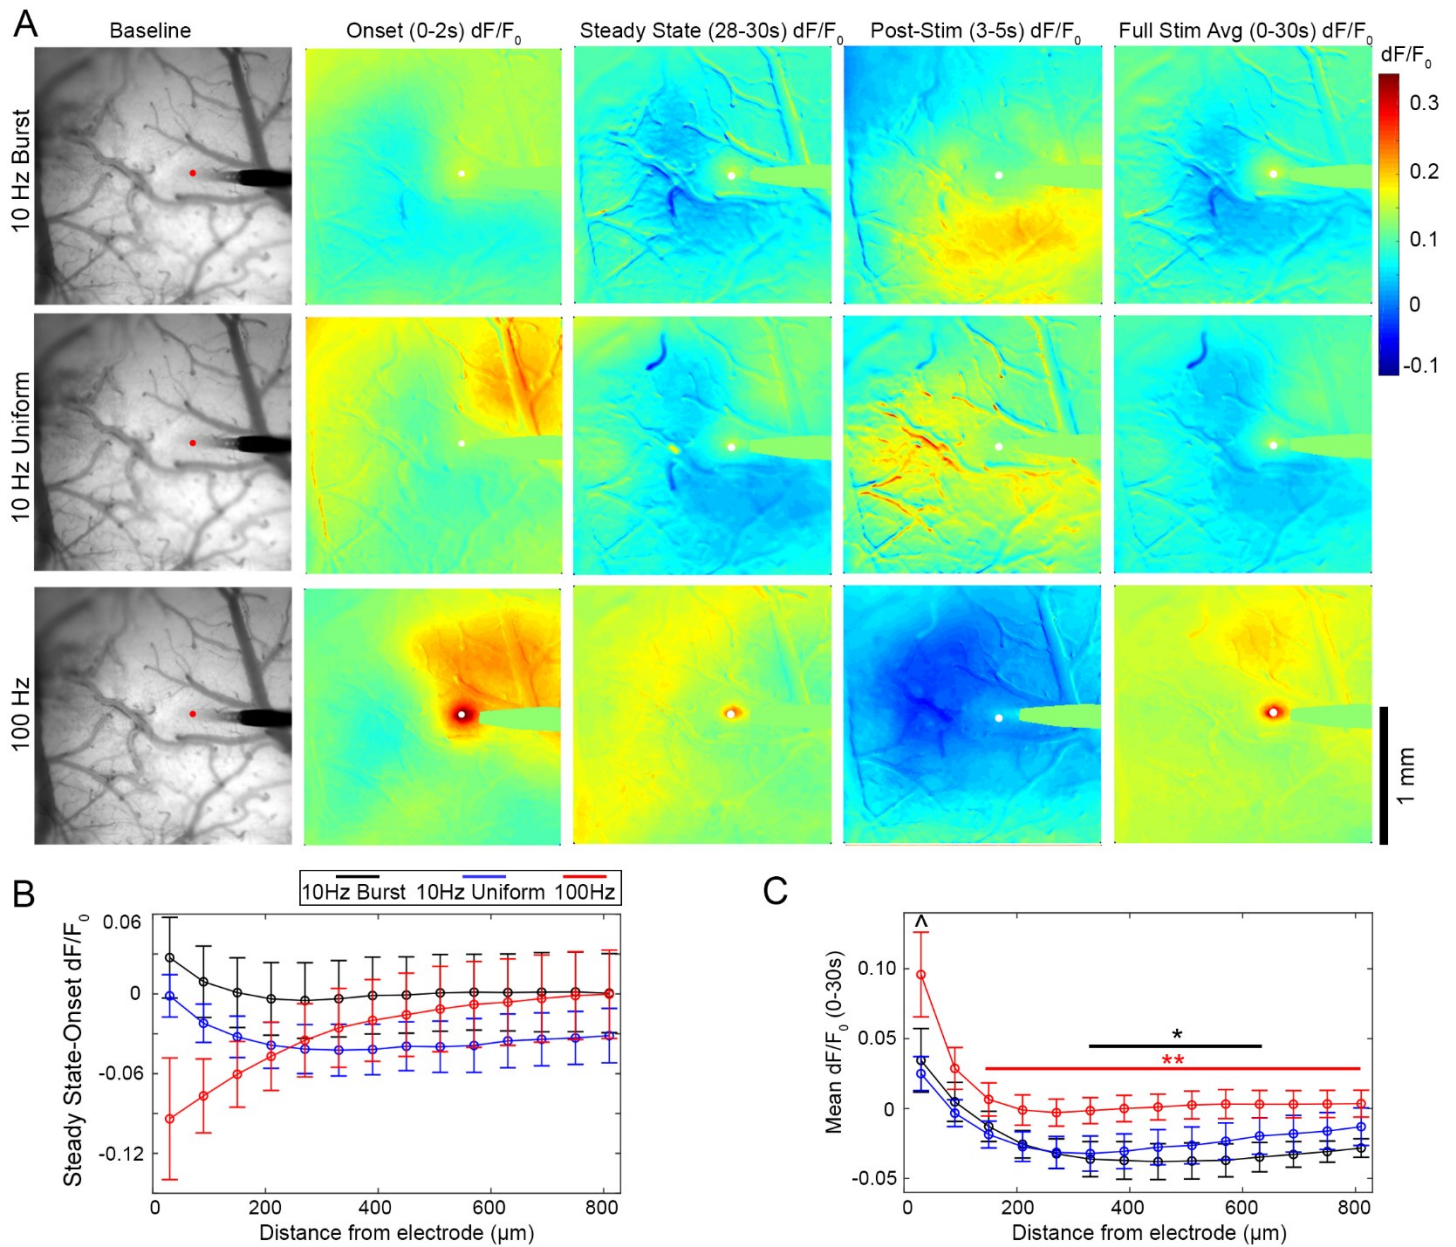 A
Baseline
Onset (0-2s) dF/F0
Steady State (28-30s) dF/F0
Post-Stim (3-5s) dF/F0
Full Stim Avg (0-30s) dF/F0
dF/F0
0.3
0.2
0.1
0
-0.1
10 Hz Burst
10 Hz Uniform
100 Hz
1 mm
B
10Hz Burst 10Hz Uniform 100Hz
Steady State-Onset dF/F0
0.06
0
-0.06
-0.12
0 200 400 600 800
Distance from electrode (µm)
C
Mean dF/F0 (0-30s)
^
*
**
0.10
0.05
0
-0.05
0 200 400 600 800
Distance from electrode (µm)